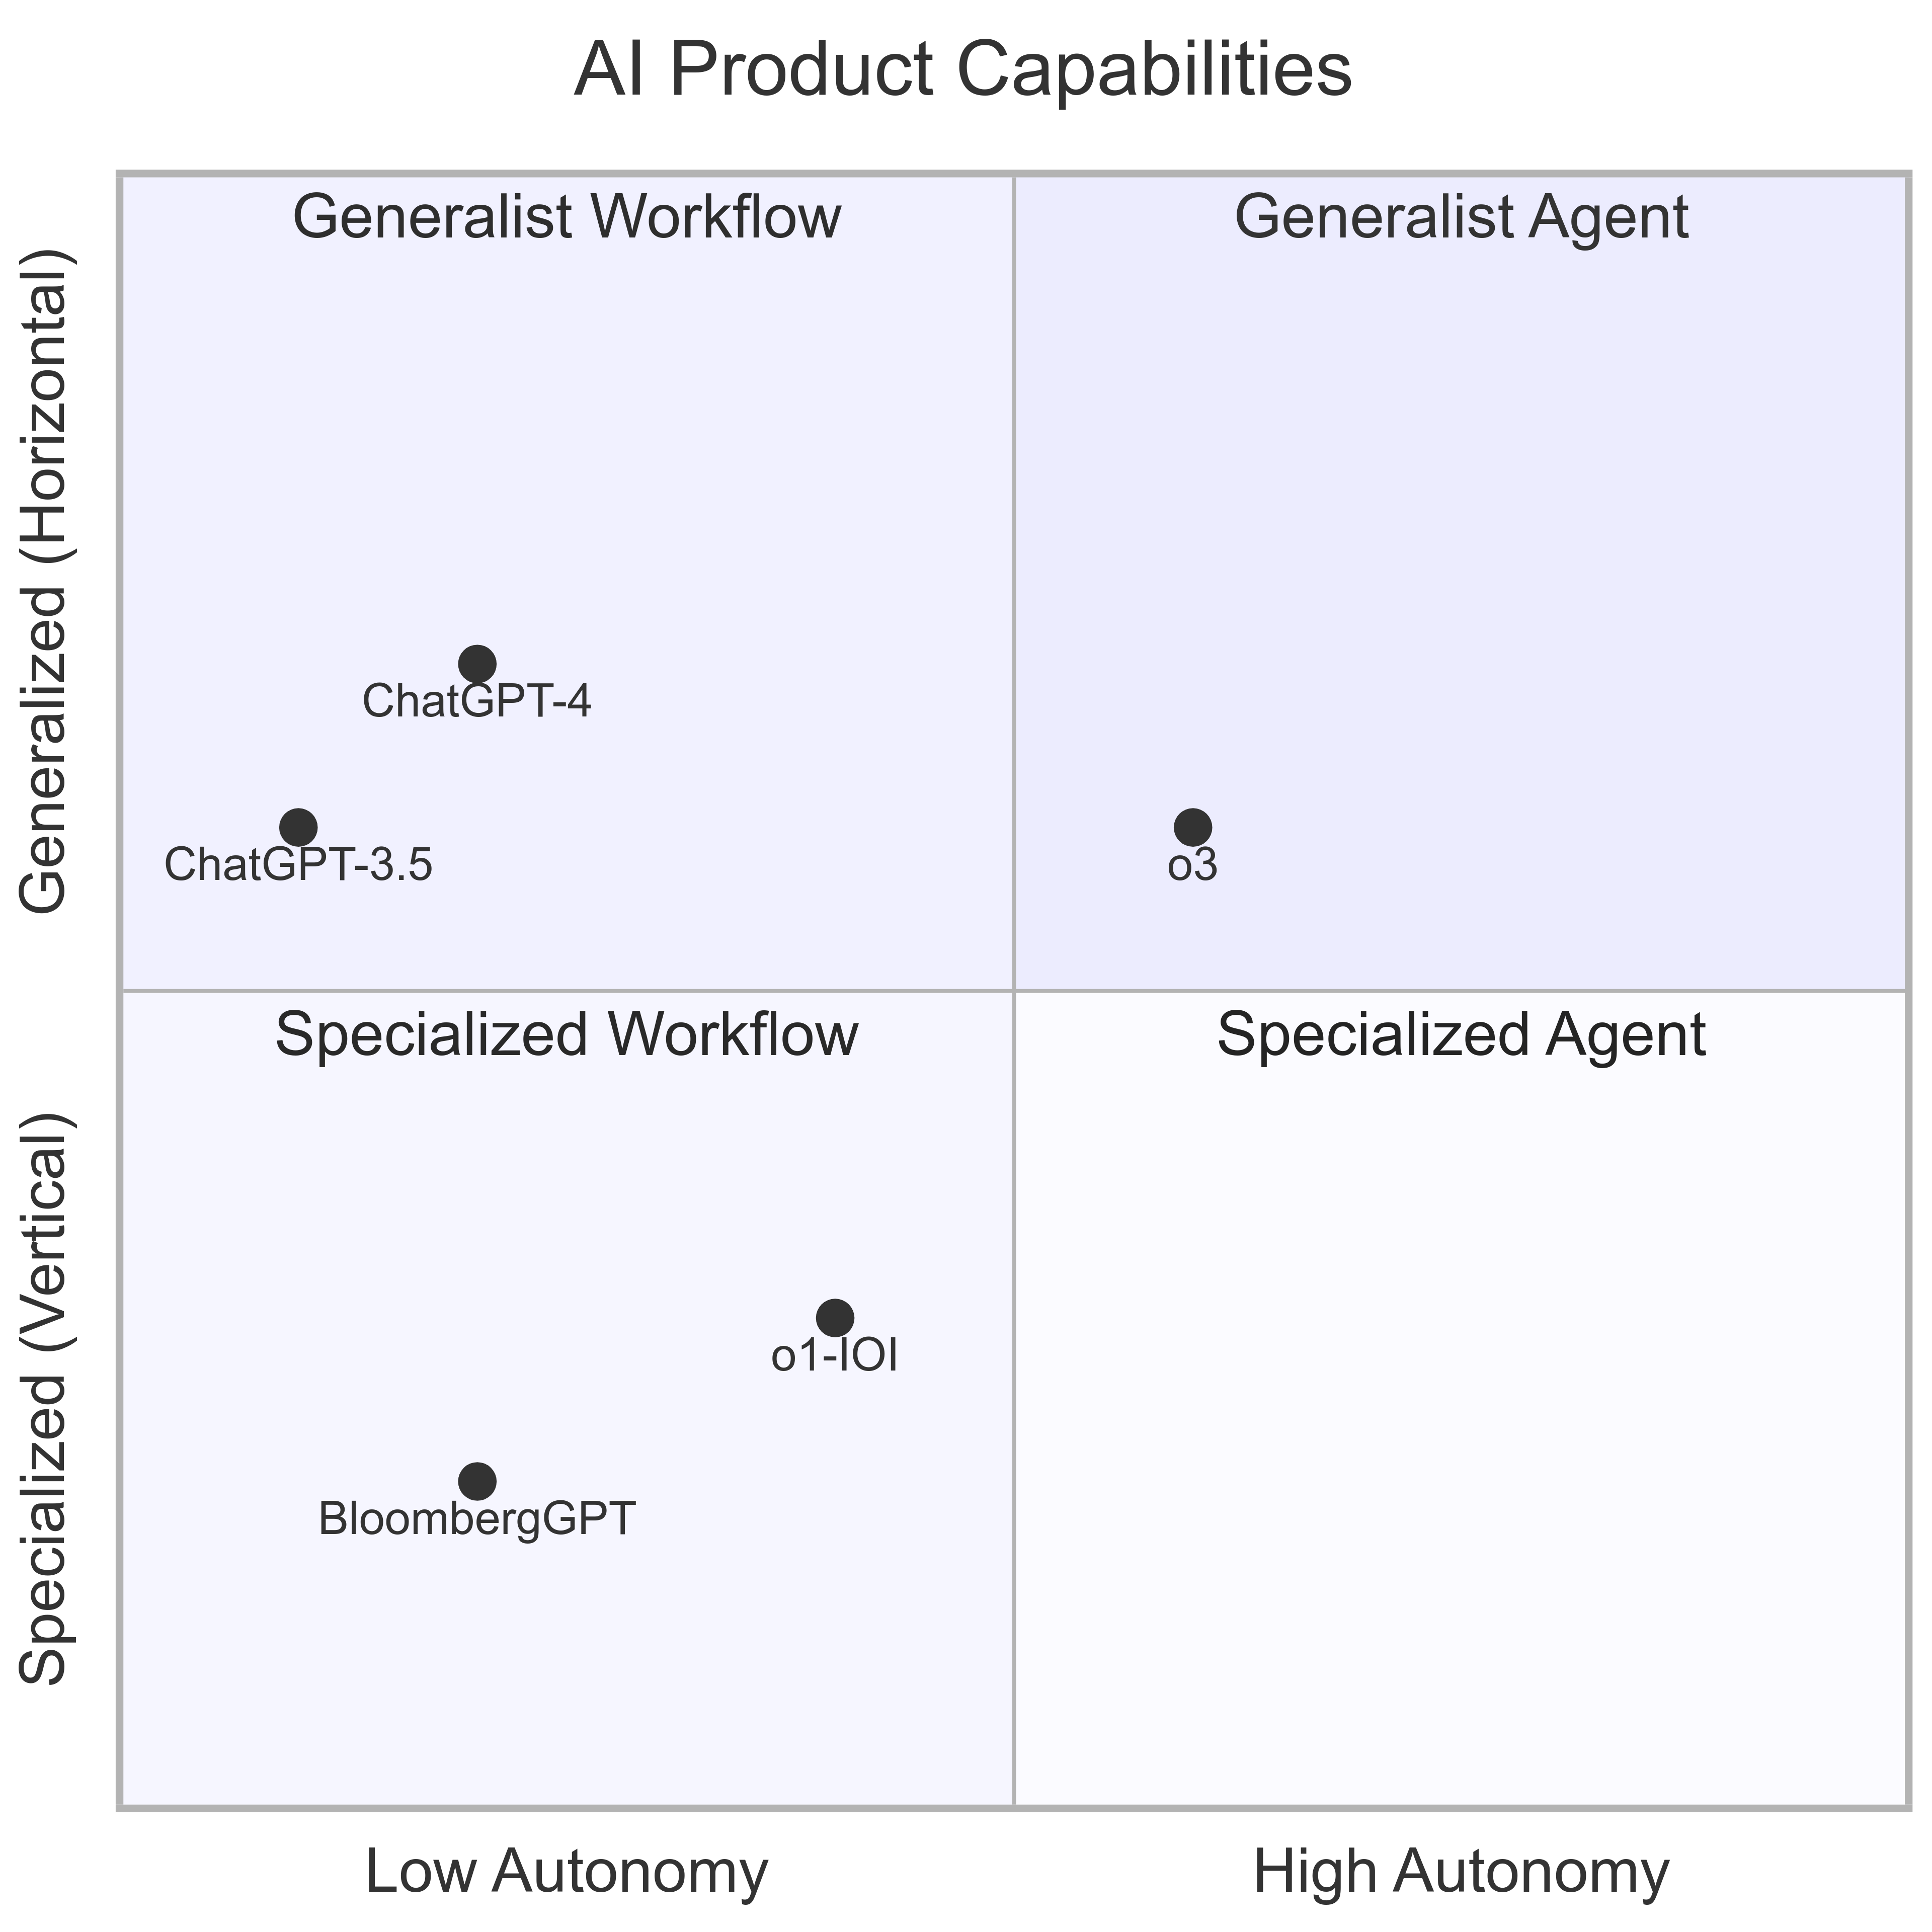 AI Product Capabilities
Generalized (Horizontal)
Specialized (Vertical)
Generalist Workflow
Generalist Agent
ChatGPT-4
ChatGPT-3.5
o3
Specialized Workflow
Specialized Agent
o1-IOI
BloombergGPT
Low Autonomy
High Autonomy